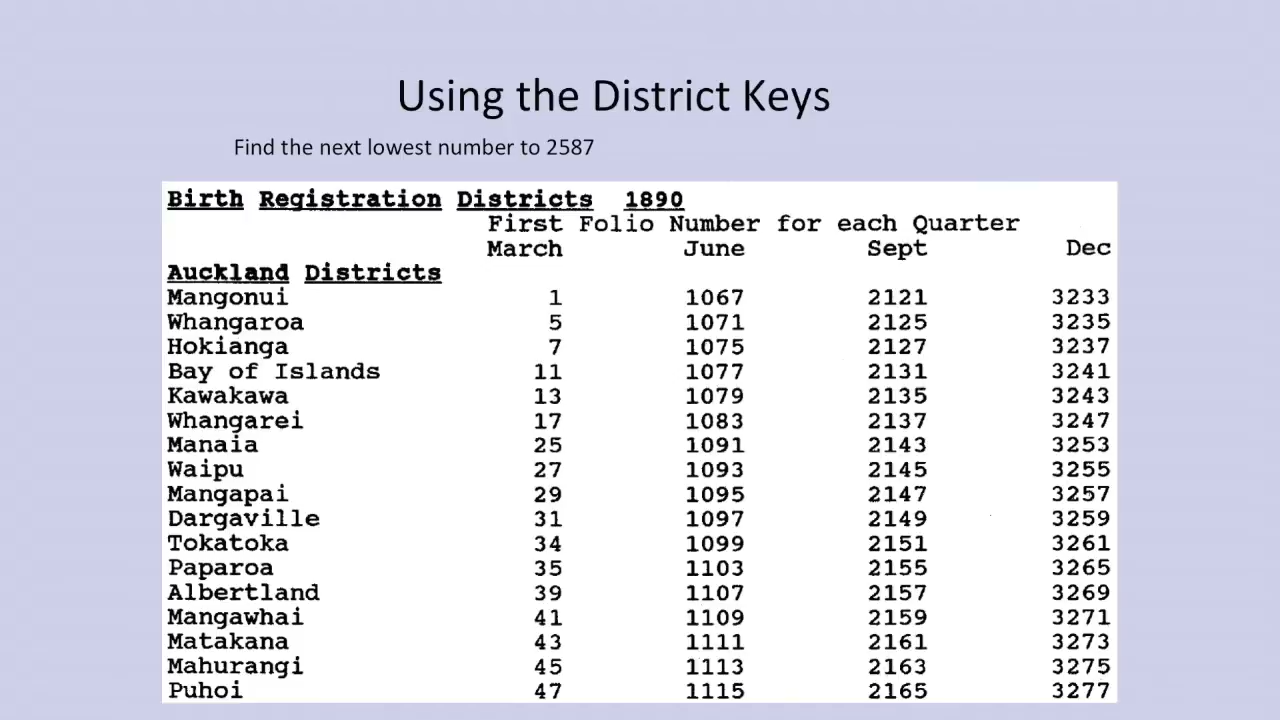 Using the District Keys
Find the next lowest number to 2587
Birth Registration Districts 1890
First Folio Number for each Quarter
March June Sept Dec
Auckland Districts
Mangonui 1 1067 2121 3233
Whangaroa 5 1071 2125 3235
Hokianga 7 1075 2127 3237
Bay of Islands 11 1077 2131 3241
Kawakawa 13 1079 2135 3243
Whangarei 17 1083 2137 3247
Manaia 25 1091 2143 3253
Waipu 27 1093 2145 3255
Mangapai 29 1095 2147 3257
Dargaville 31 1097 2149 3259
Tokatoka 34 1099 2151 3261
Paparoa 35 1103 2155 3265
Albertland 39 1107 2157 3269
Mangawhai 41 1109 2159 3271
Matakana 43 1111 2161 3273
Mahurangi 45 1113 2163 3275
Puhoi 47 1115 2165 3277